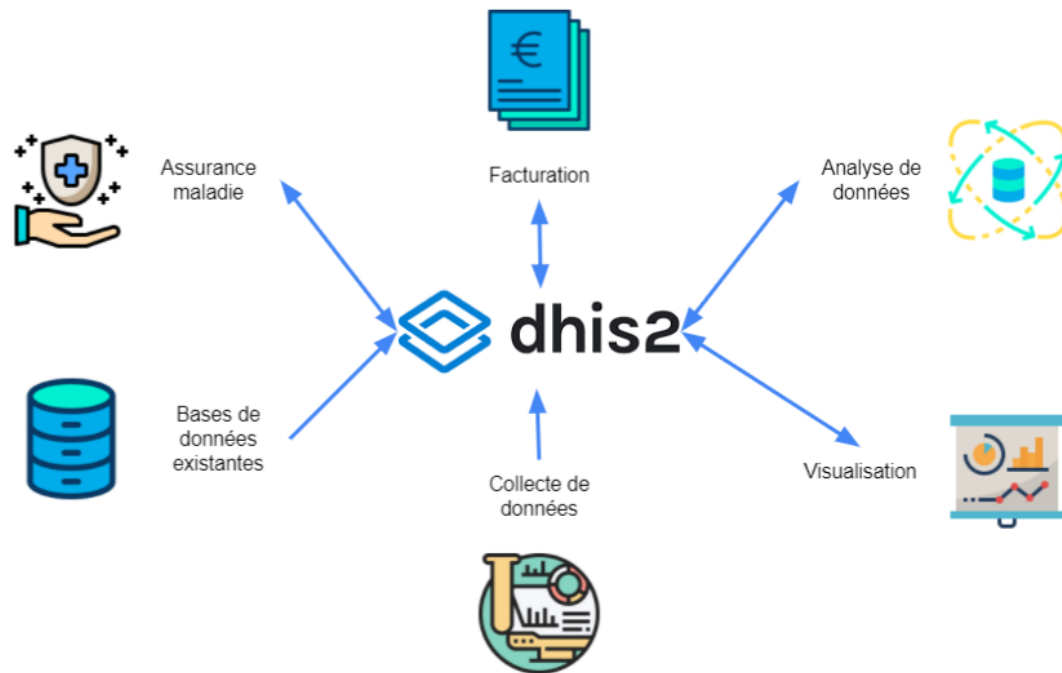 €
Facturation
Assurance
maladie
Analyse de
données
dhis2
Bases de
données
existantes
Collecte de
données
Visualisation